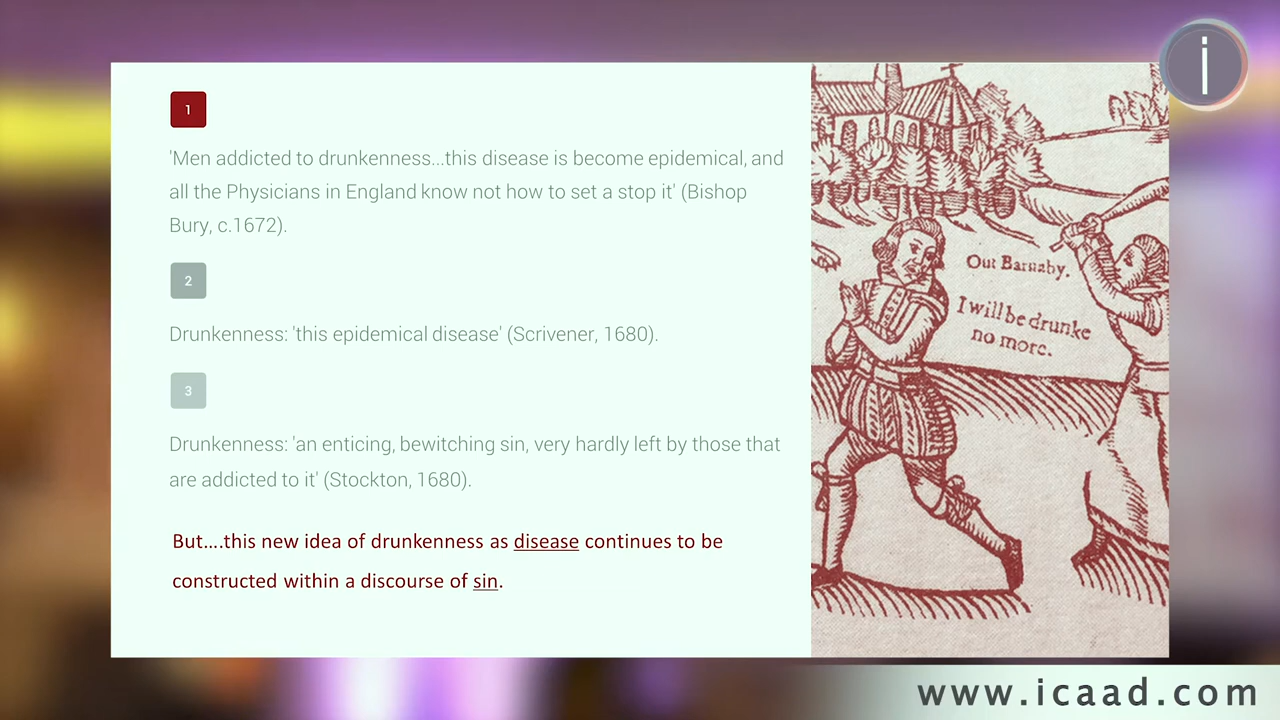 1
'Men addicted to drunkenness...this disease is become epidemical, and
all the Physicians in England know not how to set a stop it' (Bishop
Bury, c.1672).
2
Drunkenness: 'this epidemical disease' (Scrivener, 1680).
3
Drunkenness: 'an enticing, bewitching sin, very hardly left by those that
are addicted to it' (Stockton, 1680).
But....this new idea of drunkenness as disease continues to be
constructed within a discourse of sin.
i
Out Barnaby.
I will be drunke
no more.
www.icaad.com